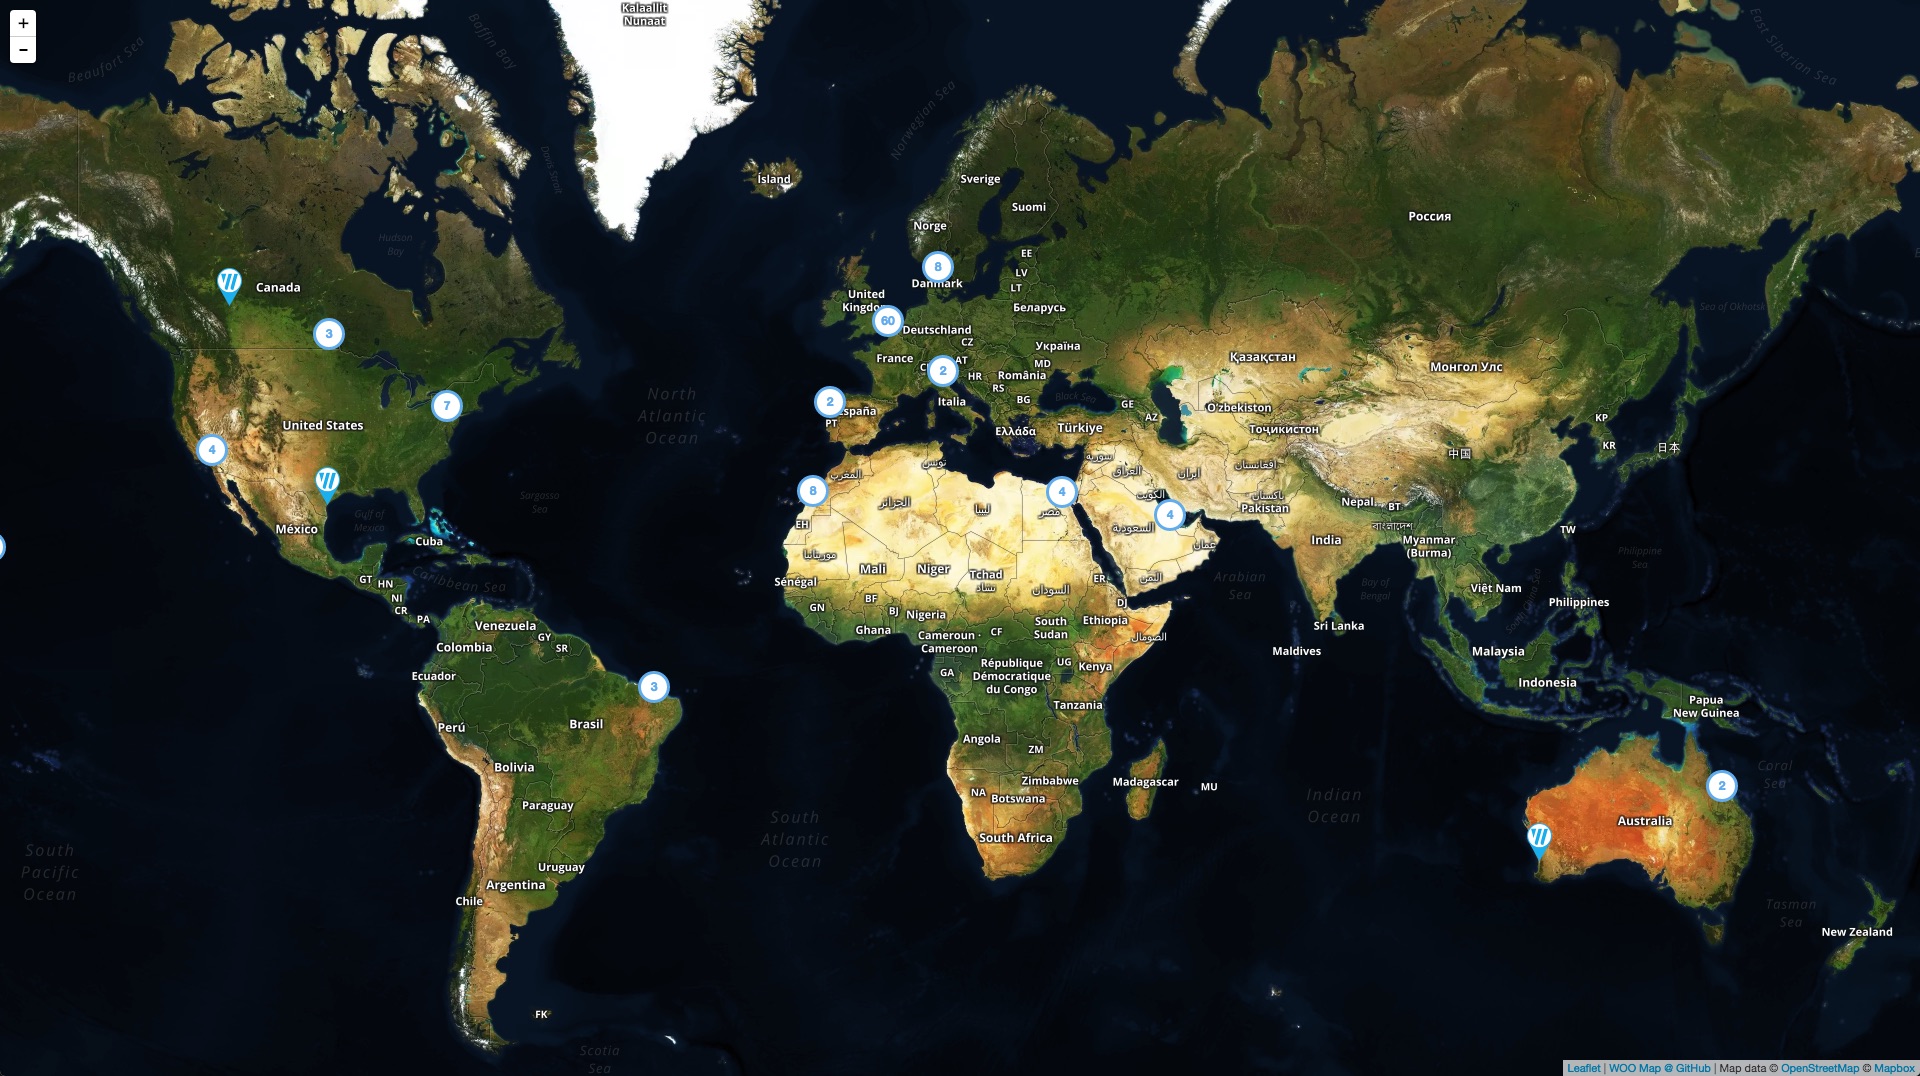 +
−
Kalaallit
Nunaat
Beaufort Sea
Baffin Bay
East Siberian Sea
Norwegian Sea
Davis Strait
Ísland
Sverige
Suomi
Norge
Россия
Hudson
Bay
EE
LV
LT
8
Danmark
Canada
United
Kingdo
60
Беларусь
Sea of Okhotsk
3
Deutschland
CZ
Україна
France
AT
2
MD
HR
România
RS
Қазақстан
Монгол Улс
7
North
Atlantic
Ocean
2
España
PT
Italia
BG
Black Sea
GE
AZ
O'zbekiston
Тоҷикистон
KP
KR
日本
United States
Ελλάδα
Türkiye
中国
4
المغرب
تونس
سورية
العراق
ایران
افغانستان
8
الجزائر
ليبيا
4
مصر
الكويت
4
پاکستان
Pakistan
Nepal
BT
Sargasso
Sea
Gulf of
Mexico
México
EH
السعودية
عمان
বাংলাদেশ
India
Myanmar
(Burma)
TW
Philippine
Sea
Cuba
موريتانيا
Mali
Niger
Tchad
تشاد
السودان
ER
اليمن
Arabian
Sea
Bay of
Bengal
Việt Nam
South China Sea
Philippines
GT
HN
NI
CR
PA
Caribbean Sea
Sénégal
GN
BF
BJ
Nigeria
Ghana
DJ
Ethiopia
الصومال
Sri Lanka
Maldives
Malaysia
Indonesia
Venezuela
GY
SR
Colombia
Cameroun ·
Cameroon
CF
South
Sudan
Ecuador
3
GA
République
Démocratique
du Congo
UG
Kenya
Tanzania
Papua
New Guinea
Perú
Brasil
Angola
ZM
Bolivia
Zimbabwe
Madagascar
MU
Coral
Sea
2
NA
Botswana
Paraguay
South
Atlantic
Ocean
Indian
Ocean
Australia
South Africa
South
Pacific
Ocean
Uruguay
Argentina
Chile
Tasman
Sea
New Zealand
FK
Scotia
Sea
Leaflet | WOO Map @ GitHub | Map data © OpenStreetMap © Mapbox